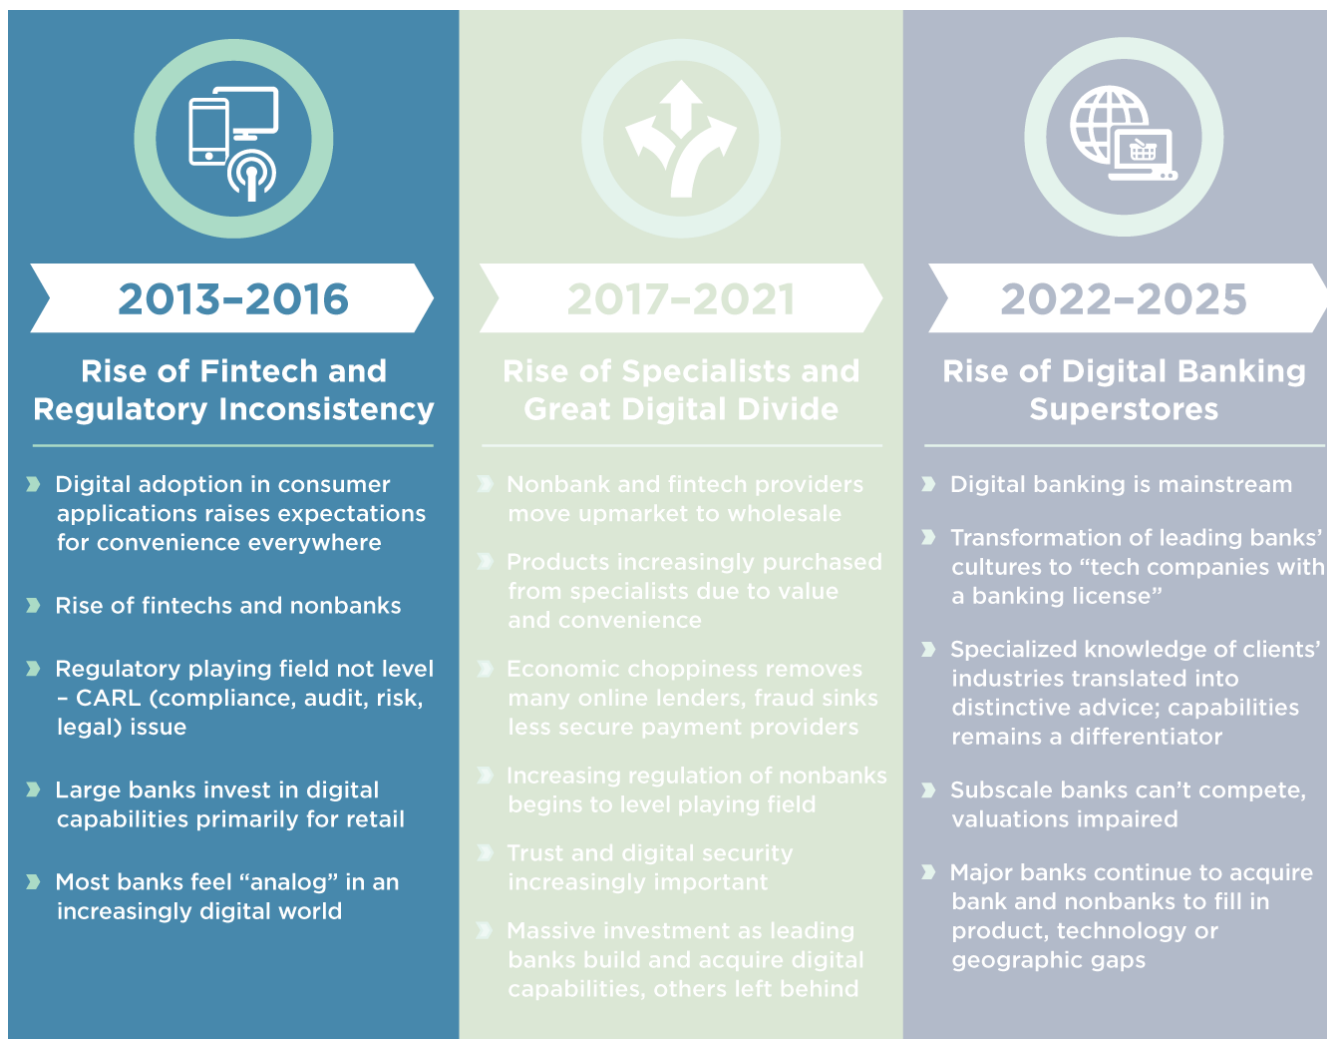 2013–2016
Rise of Fintech and
Regulatory Inconsistency
Digital adoption in consumer
applications raises expectations
for convenience everywhere
Rise of fintechs and nonbanks
Regulatory playing field not level
– CARL (compliance, audit, risk,
legal) issue
Large banks invest in digital
capabilities primarily for retail
Most banks feel “analog” in an
increasingly digital world
2017–2021
Rise of Specialists and
Great Digital Divide
Nonbank and fintech providers
move upmarket to wholesale
Products increasingly purchased
from specialists due to value
and convenience
Economic choppiness removes
many online lenders, fraud sinks
less secure payment providers
Increasing regulation of nonbanks
begins to level playing field
Trust and digital security
increasingly important
Massive investment as leading
banks build and acquire digital
capabilities, others left behind
2022–2025
Rise of Digital Banking
Superstores
Digital banking is mainstream
Transformation of leading banks’
cultures to “tech companies with
a banking license”
Specialized knowledge of clients’
industries translated into
distinctive advice; capabilities
remains a differentiator
Subscale banks can’t compete,
valuations impaired
Major banks continue to acquire
bank and nonbanks to fill in
product, technology or
geographic gaps